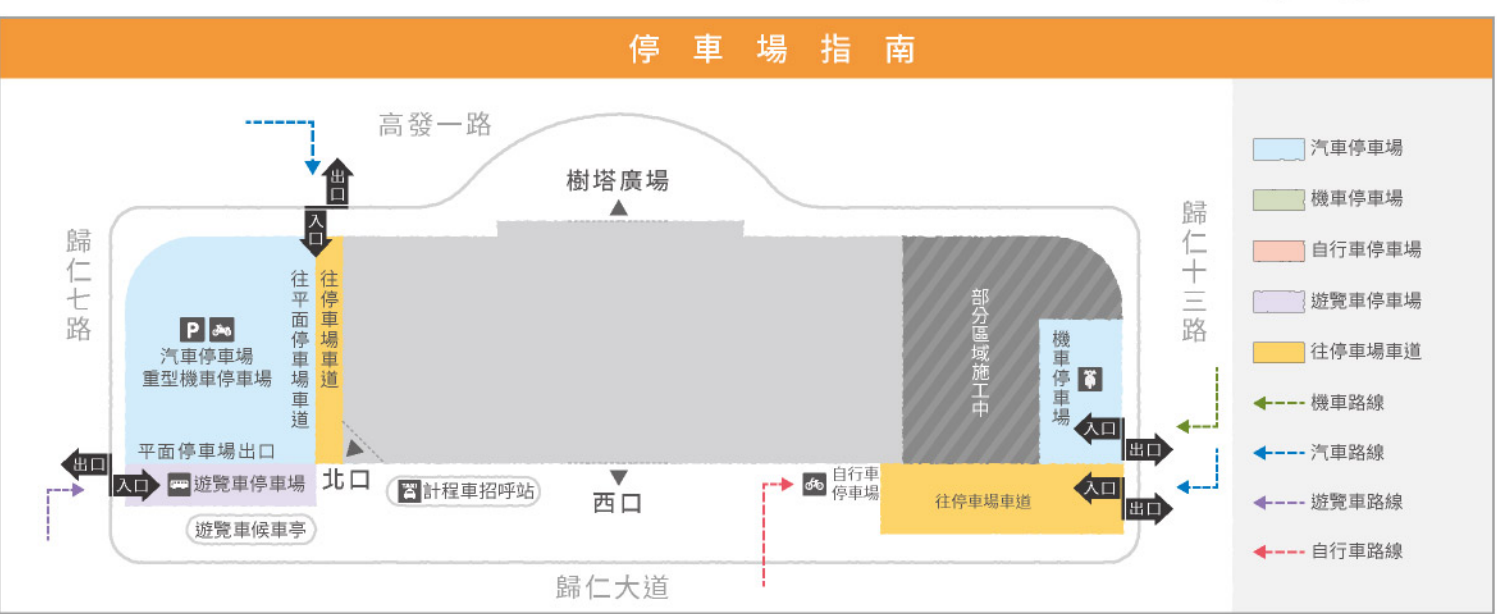 停車場指南
高發一路
出口
入口
樹塔廣場
歸仁七路
歸仁十三路
往平面停車場車道
往停車場車道
P
汽車停車場
重型機車停車場
部分區域施工中
機車停車場
入口
出口
平面停車場出口
出口
入口
遊覽車停車場
北口
TAXI
計程車招呼站
西口
自行車
停車場
往停車場車道
入口
出口
遊覽車候車亭
歸仁大道
汽車停車場
機車停車場
自行車停車場
遊覽車停車場
往停車場車道
機車路線
汽車路線
遊覽車路線
自行車路線